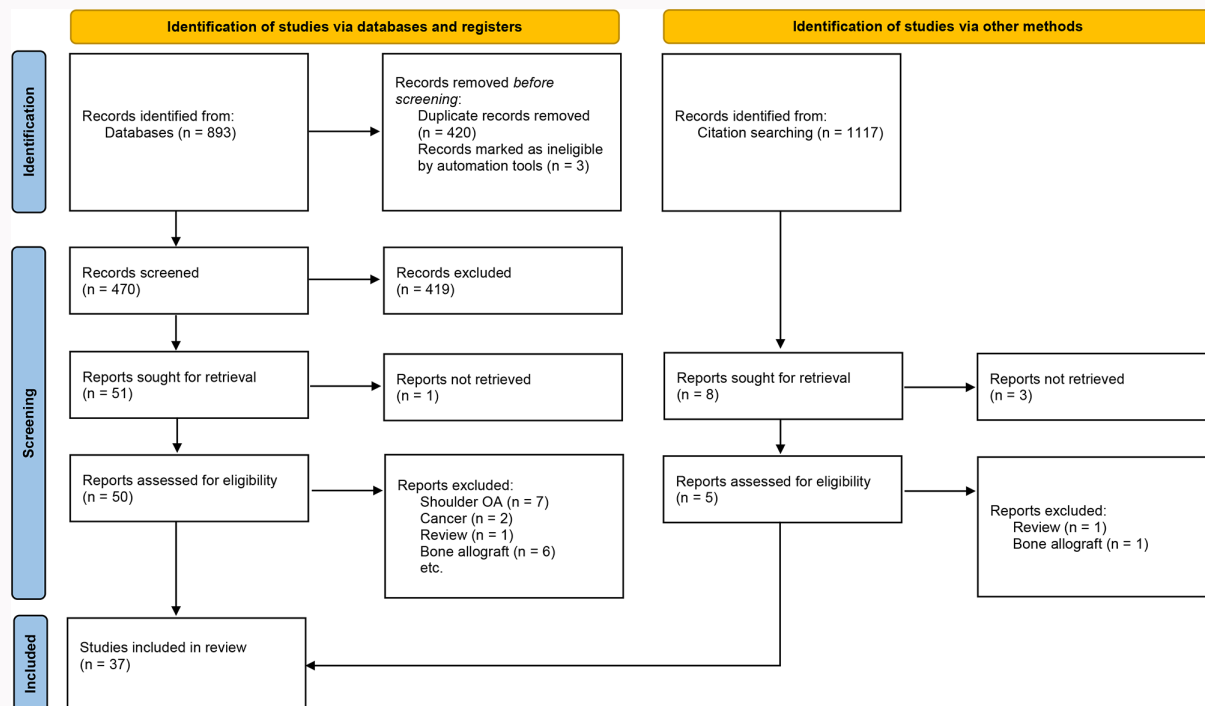 Identification of studies via databases and registers
Identification of studies via other methods
Identification
Records identified from:
Databases (n = 893)
Records removed before
screening:
Duplicate records removed
(n = 420)
Records marked as ineligible
by automation tools (n = 3)
Records identified from:
Citation searching (n = 1117)
Screening
Records screened
(n = 470)
Records excluded
(n = 419)
Reports sought for retrieval
(n = 51)
Reports not retrieved
(n = 1)
Reports sought for retrieval
(n = 8)
Reports not retrieved
(n = 3)
Reports assessed for eligibility
(n = 50)
Reports excluded:
Shoulder OA (n = 7)
Cancer (n = 2)
Review (n = 1)
Bone allograft (n = 6)
etc.
Reports assessed for eligibility
(n = 5)
Reports excluded:
Review (n = 1)
Bone allograft (n = 1)
Included
Studies included in review
(n = 37)